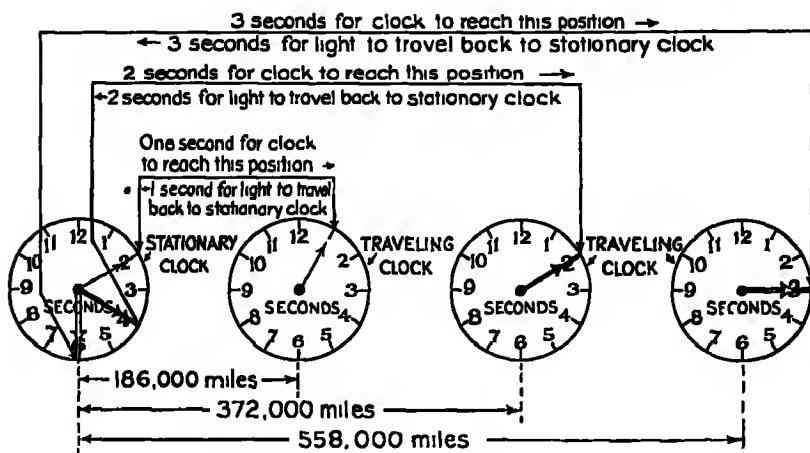 3 seconds for clock to reach this position →
← 3 seconds for light to travel back to stationary clock
2 seconds for clock to reach this position →
← 2 seconds for light to travel back to stationary clock
One second for clock
to reach this position →
← 1 second for light to travel
back to stationary clock
11 12 1
10 2
9 3
SECONDS
8 4
7 6 5
STATIONARY
CLOCK
11 12
10 2
9 3
SECONDS
8 4
7 6 5
TRAVELING
CLOCK
11 12 1
10 2
9 3
SECONDS
8 4
7 6 5
TRAVELING
CLOCK
11 12 1
10 2
9 3
SECONDS
8 4
7 6 5
186,000 miles
372,000 miles
558,000 miles